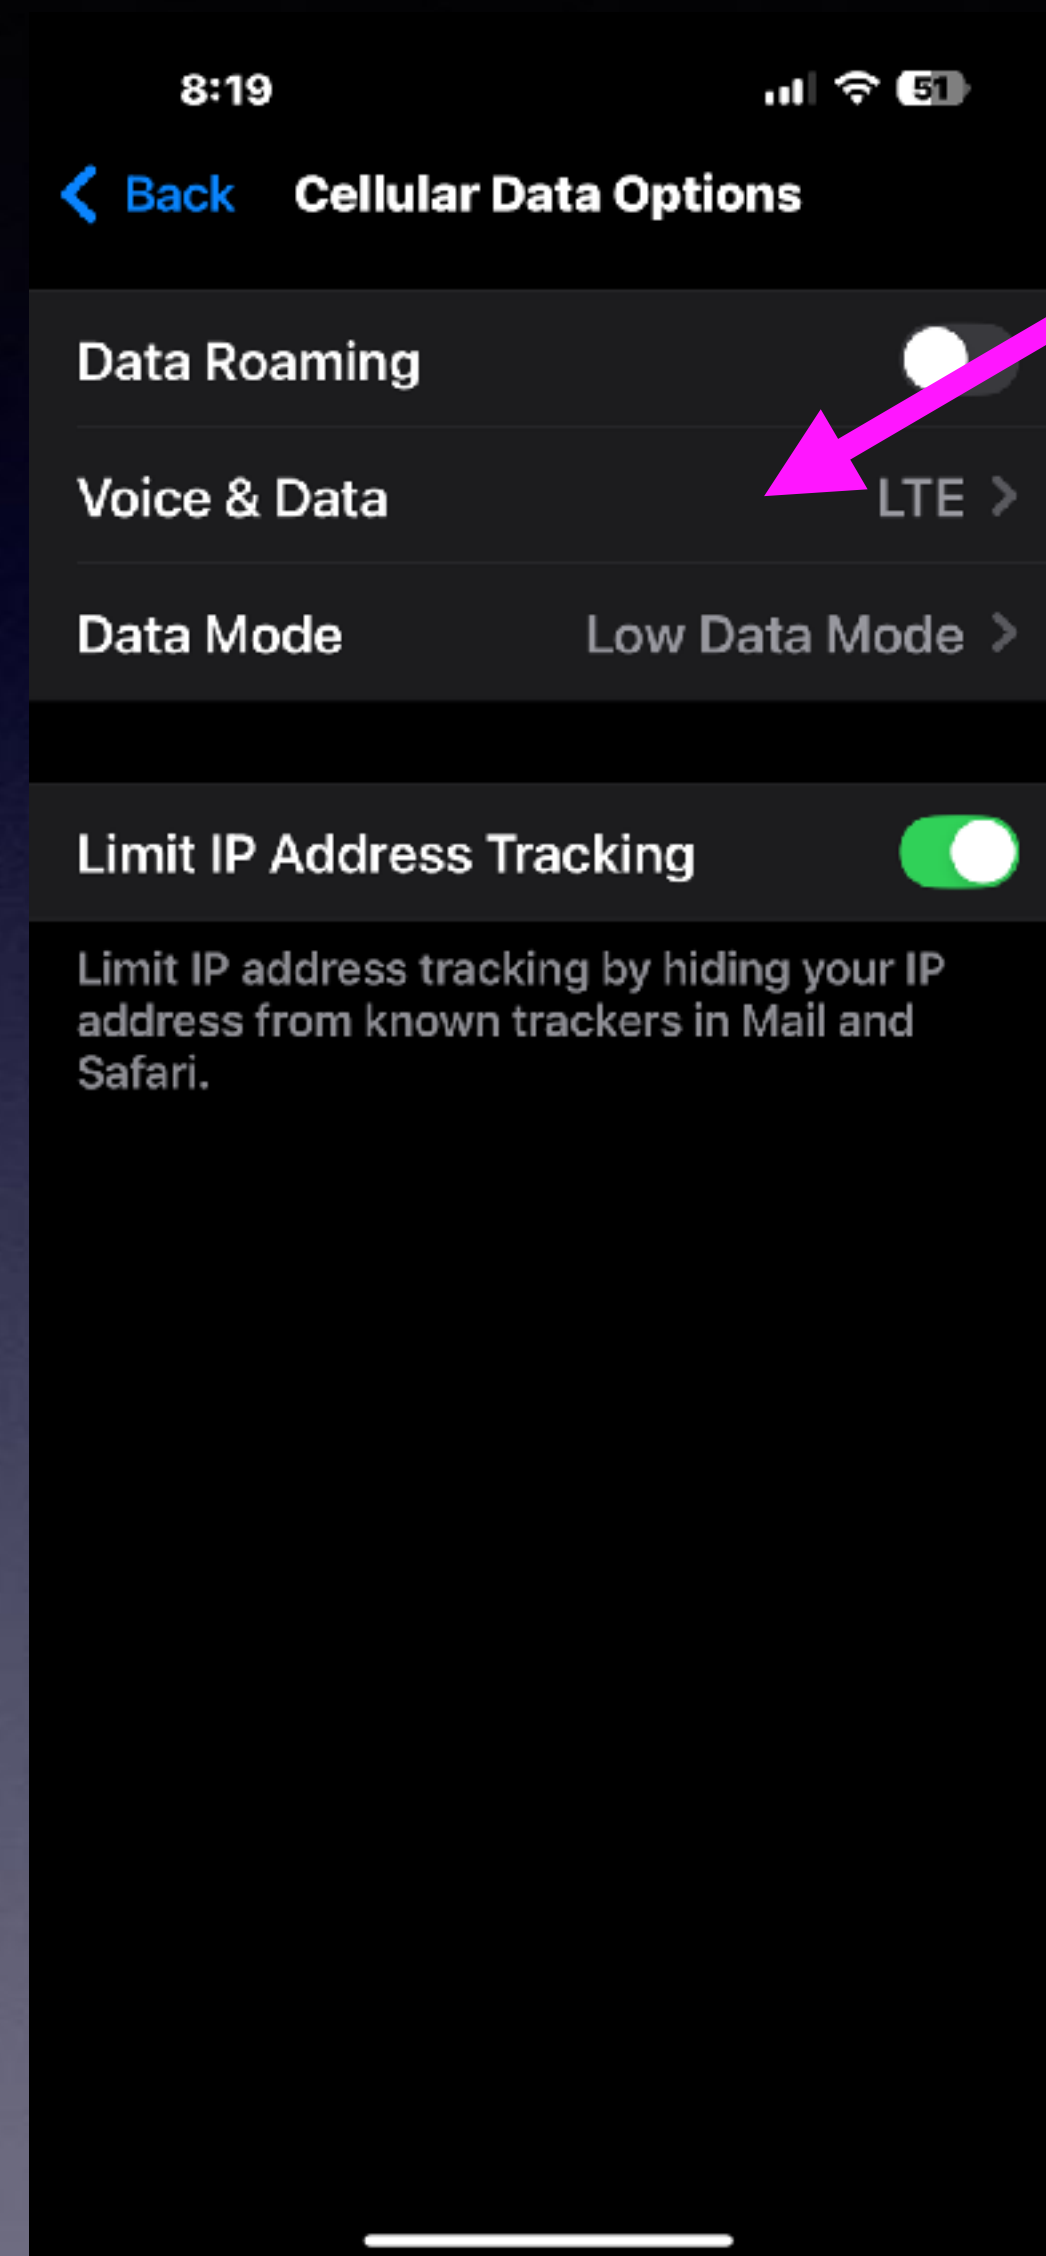 8:19 51
Back Cellular Data Options
Data Roaming
Voice & Data LTE
Data Mode Low Data Mode
Limit IP Address Tracking
Limit IP address tracking by hiding your IP
address from known trackers in Mail and
Safari.